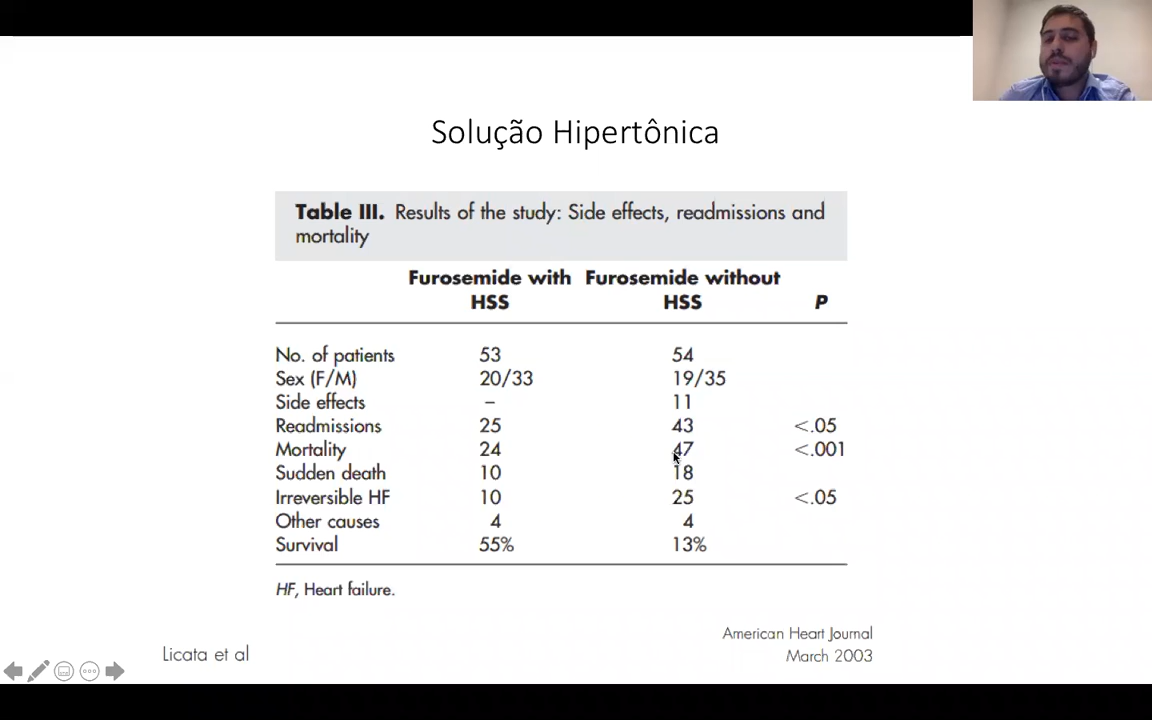 Solução Hipertônica
Table III. Results of the study: Side effects, readmissions and
mortality
Furosemide with Furosemide without
HSS HSS P
No. of patients 53 54
Sex (F/M) 20/33 19/35
Side effects – 11
Readmissions 25 43 <.05
Mortality 24 47 <.001
Sudden death 10 18
Irreversible HF 10 25 <.05
Other causes 4 4
Survival 55% 13%
HF, Heart failure.
American Heart Journal
Licata et al
March 2003